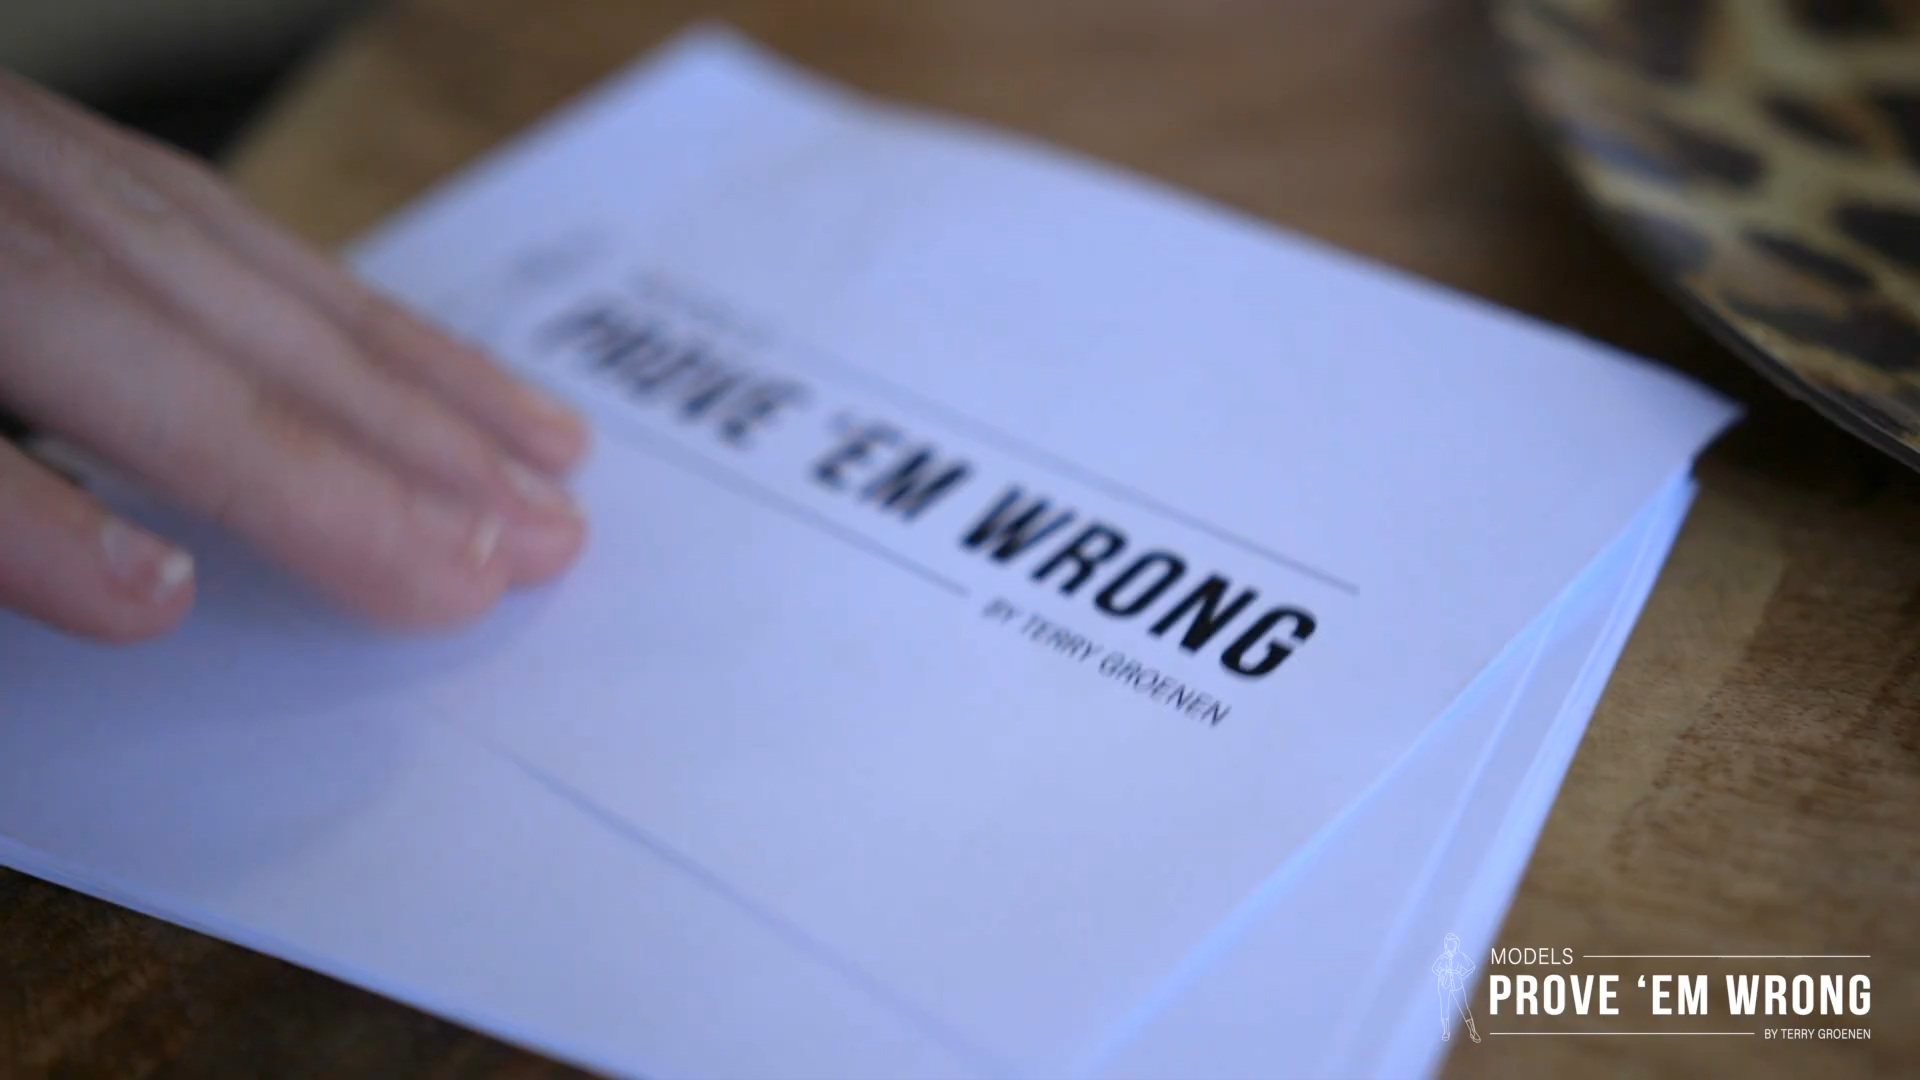 PROVE 'EM WRONG
BY TERRY GROENEN
MODELS
PROVE ‘EM WRONG
BY TERRY GROENEN